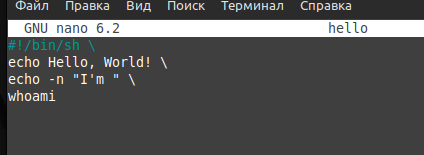 Файл Правка Вид Поиск Терминал Справка
GNU nano 6.2 hello
#!/bin/sh \
echo Hello, World! \
echo -n "I'm " \
whoami